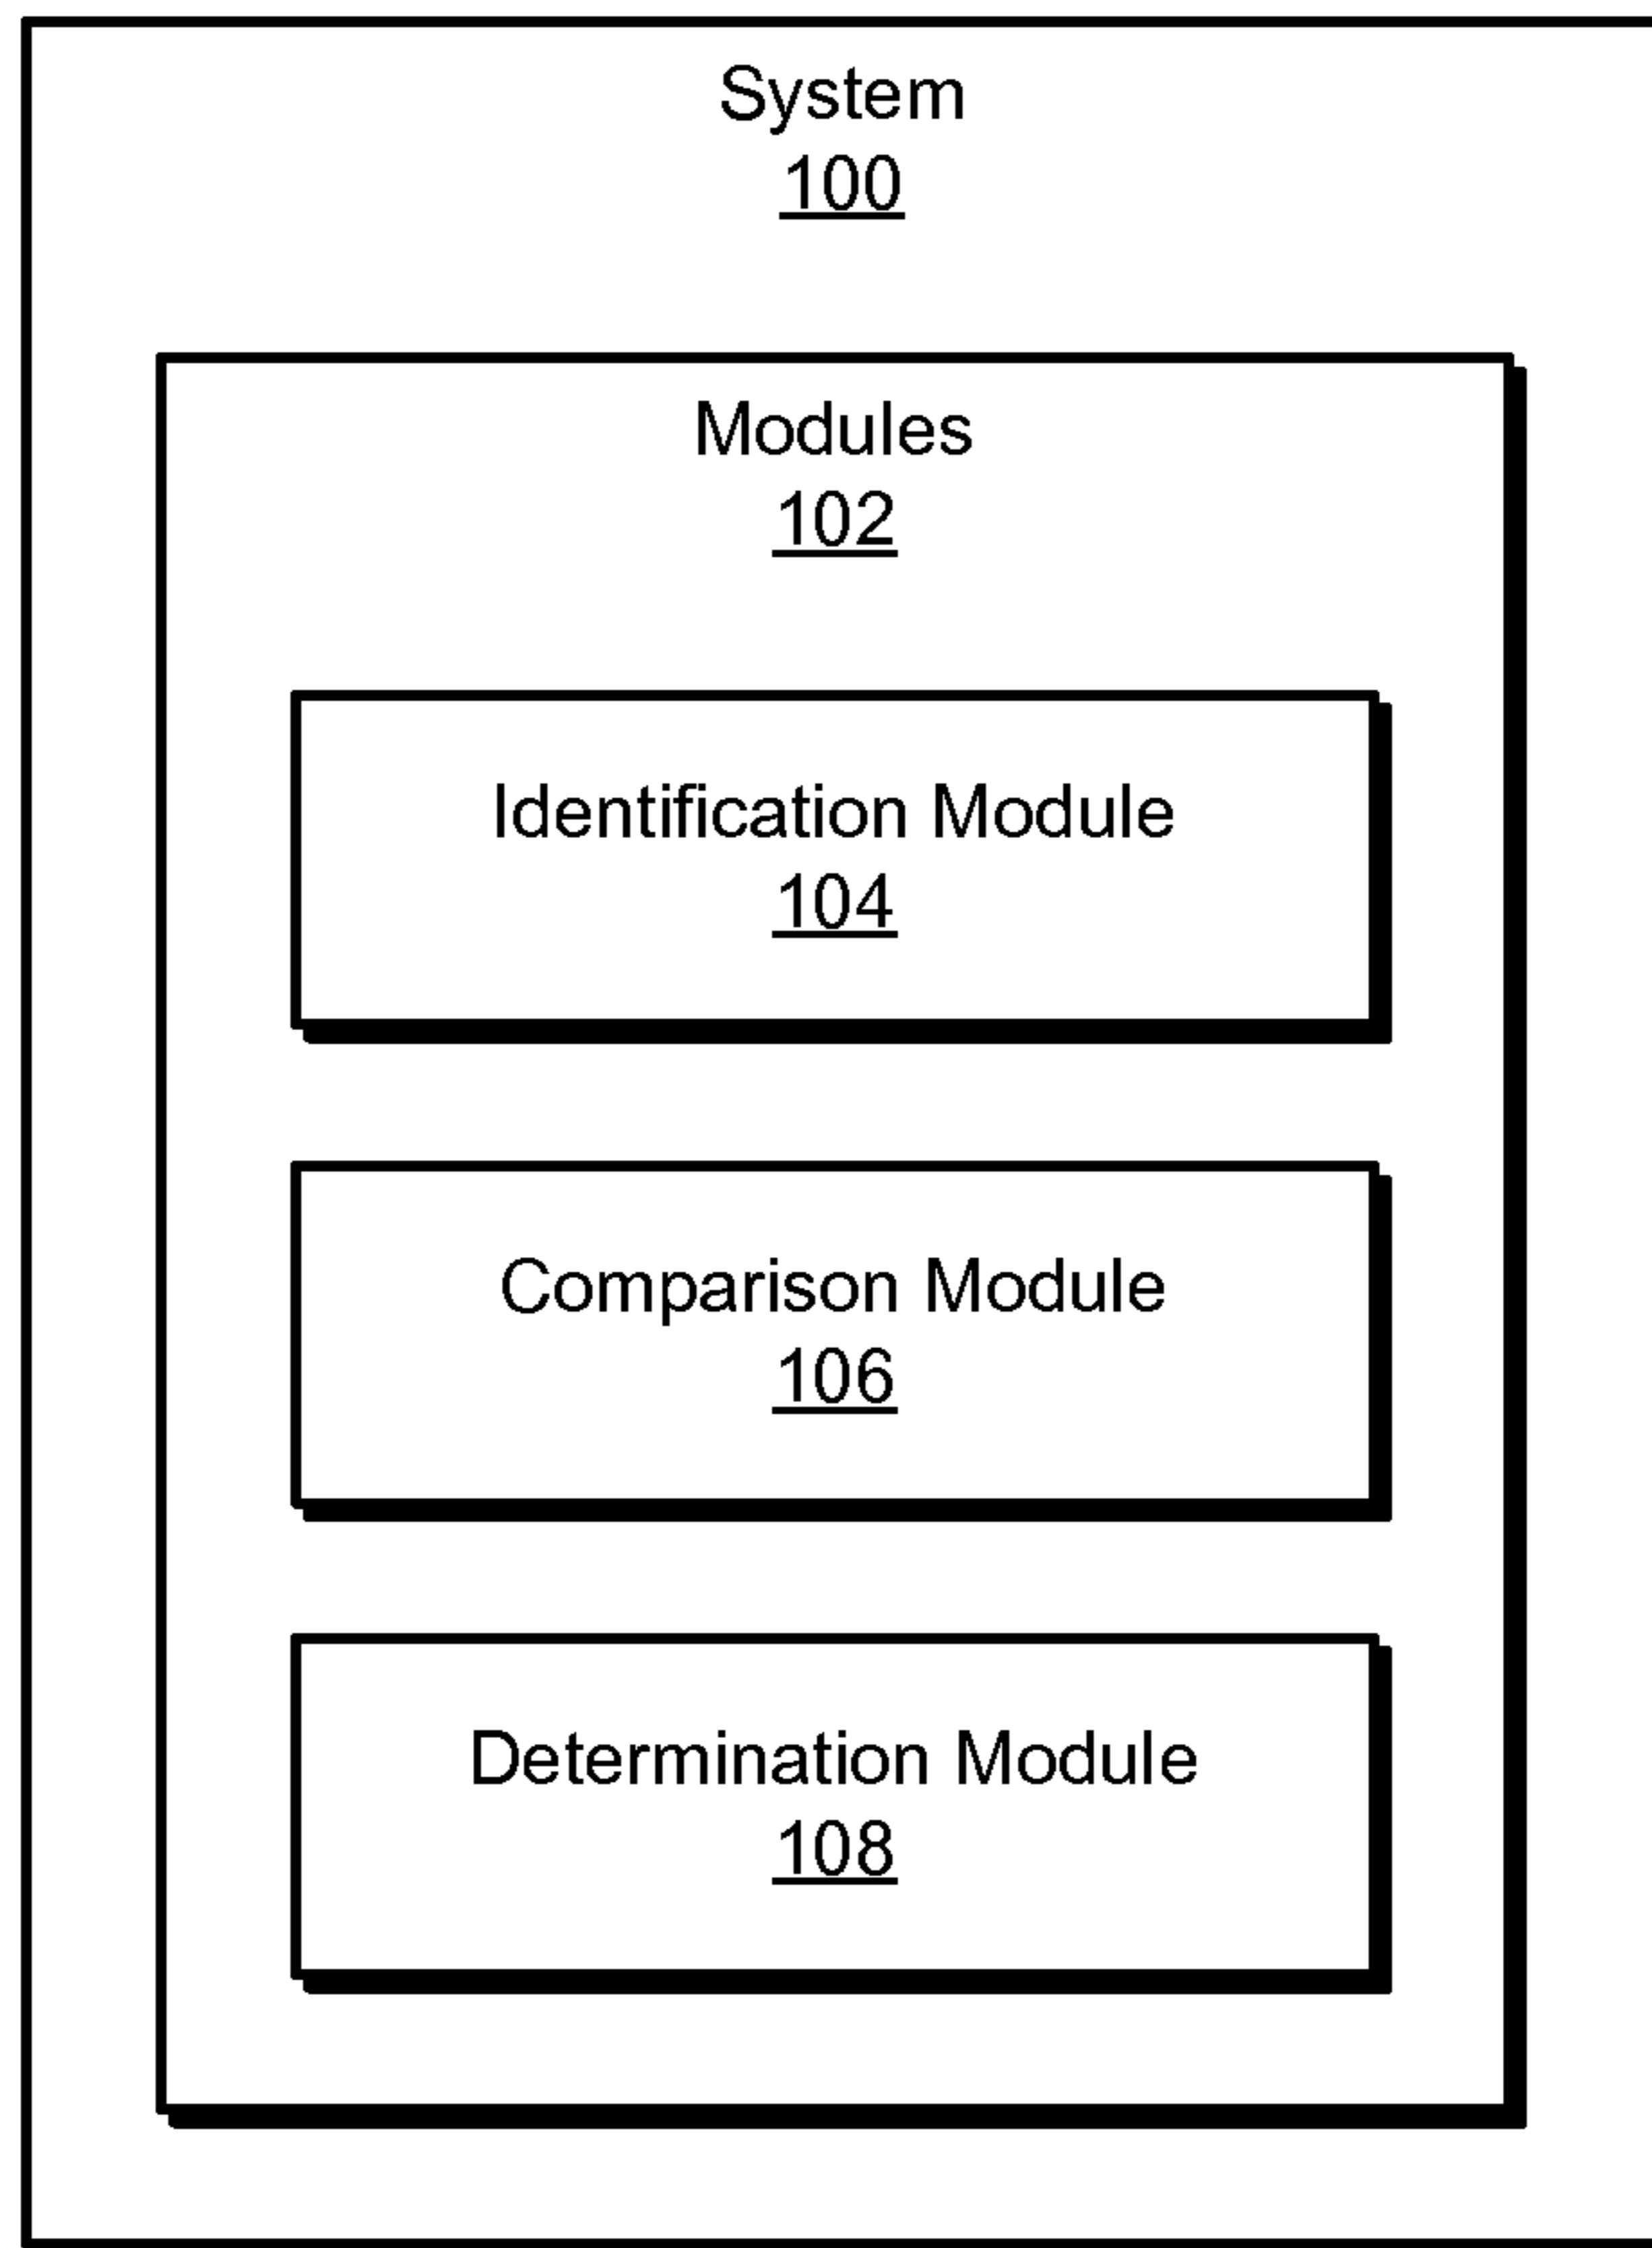 System
100
Modules
102
Identification Module
104
Comparison Module
106
Determination Module
108